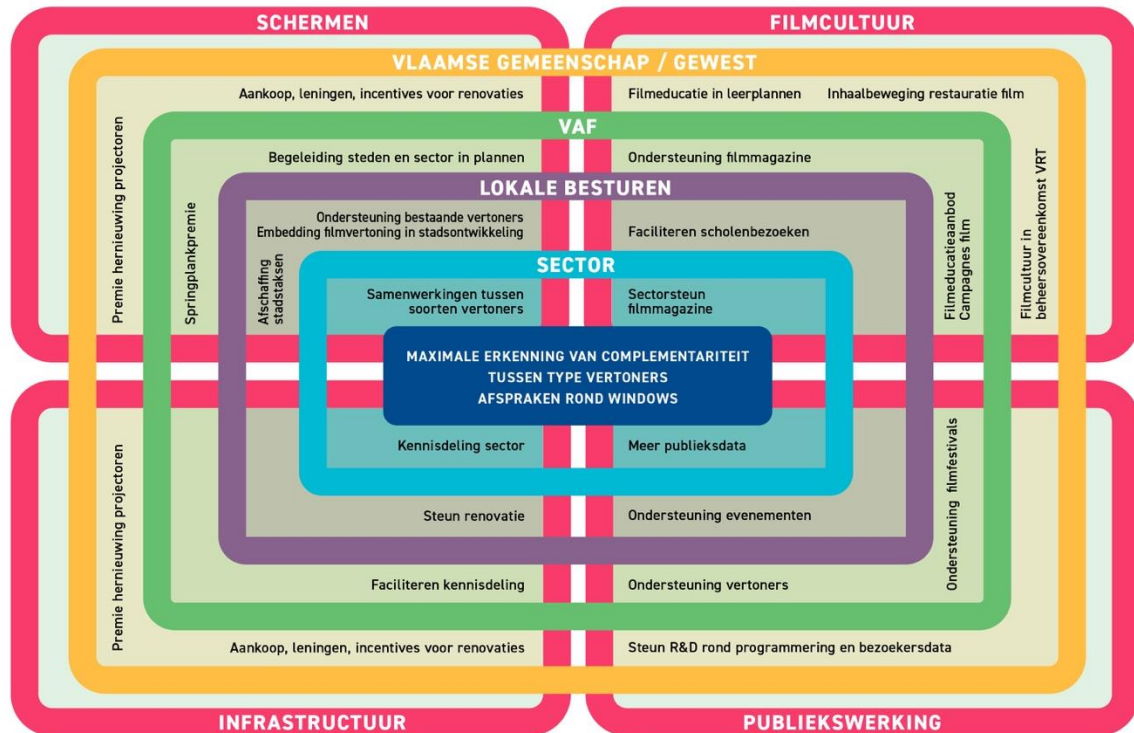 SCHERMEN
FILMCULTUUR
VLAAMSE GEMEENSCHAP / GEWEST
Aankoop, leningen, incentives voor renovaties
Filmeducatie in leerplannen
Inhaalbeweging restauratie film
Premie hernieuwing projectoren
VAF
Begeleiding steden en sector in plannen
Ondersteuning filmmagazine
Springplankpremie
LOKALE BESTUREN
Ondersteuning bestaande vertoners
Embedding filmvertoning in stadsontwikkeling
Faciliteren scholenbezoeken
Afschaffing
stadstaksen
Filmeducatieaanbod
Campagnes film
Filmcultuur in
beheersovereenkomst VRT
SECTOR
Samenwerkingen tussen
soorten vertoners
Sectorsteun
filmmagazine
MAXIMALE ERKENNING VAN COMPLEMENTARITEIT
TUSSEN TYPE VERTONERS
AFSPRAKEN ROND WINDOWS
Kennisdeling sector
Meer publieksdata
Premie hernieuwing projectoren
Steun renovatie
Ondersteuning evenementen
Ondersteuning filmfestivals
Faciliteren kennisdeling
Ondersteuning vertoners
Aankoop, leningen, incentives voor renovaties
Steun R&D rond programmering en bezoekersdata
INFRASTRUCTUUR
PUBLIEKSWERKING